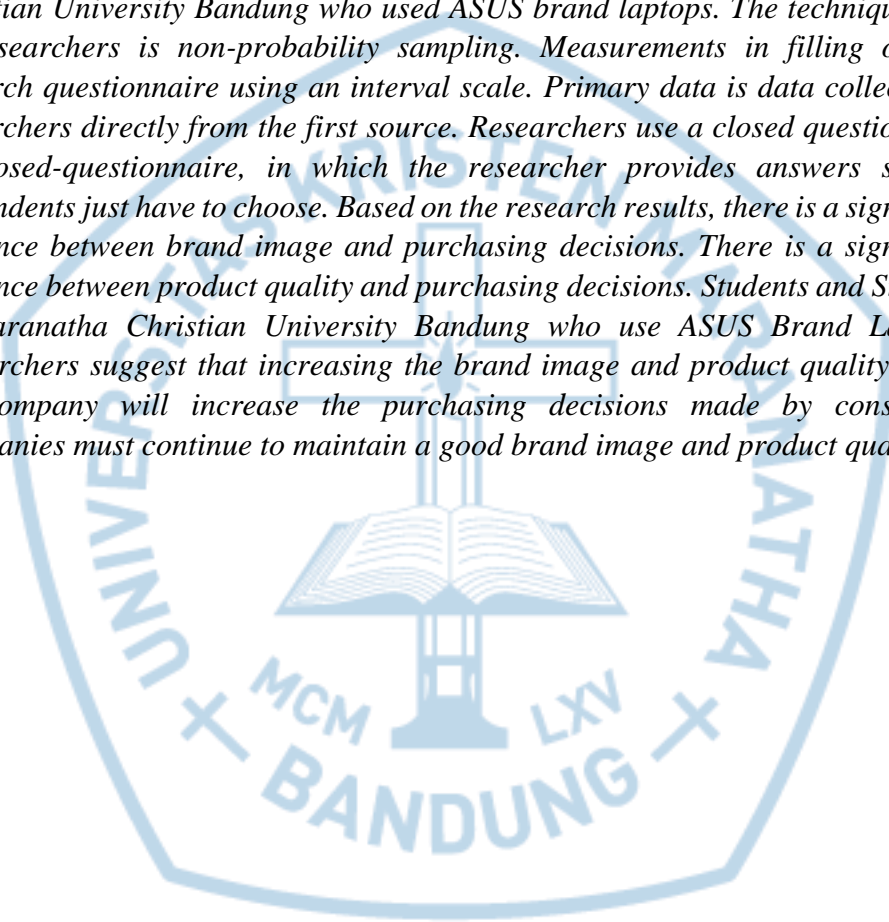 tian University Bandung who used ASUS brand laptops. The techniqu
searchers is non-probability sampling. Measurements in filling o
rch questionnaire using an interval scale. Primary data is data collec
rchers directly from the first source. Researchers use a closed questio
osed-questionnaire, in which the researcher provides answers s
ndents just have to choose. Based on the research results, there is a sign
nce between brand image and purchasing decisions. There is a sign
nce between product quality and purchasing decisions. Students and S
aranatha Christian University Bandung who use ASUS Brand La
rchers suggest that increasing the brand image and product quality
ompany will increase the purchasing decisions made by cons
anies must continue to maintain a good brand image and product qua
UNIVERSITAS KRISTEN MARANATHA
MCM LXV
BANDUNG